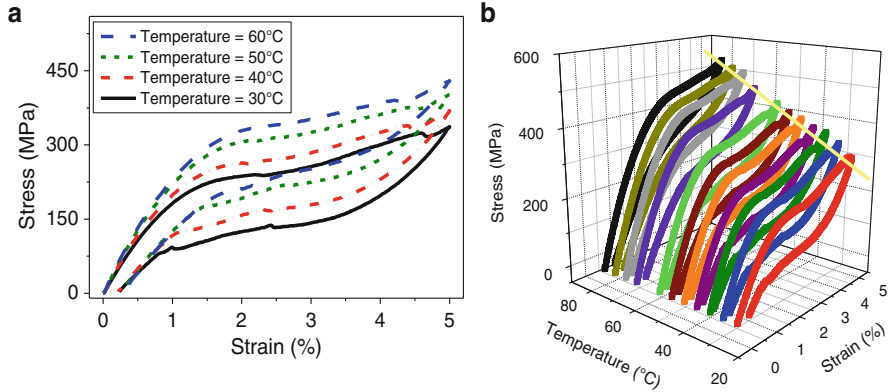 a
Temperature = 60°C
Temperature = 50°C
Temperature = 40°C
Temperature = 30°C
450
300
150
0
Stress (MPa)
0 1 2 3 4 5
Strain (%)
b
600
400
200
0
Stress (MPa)
80 60 40 20
Temperature (°C)
0 1 2 3 4 5
Strain (%)